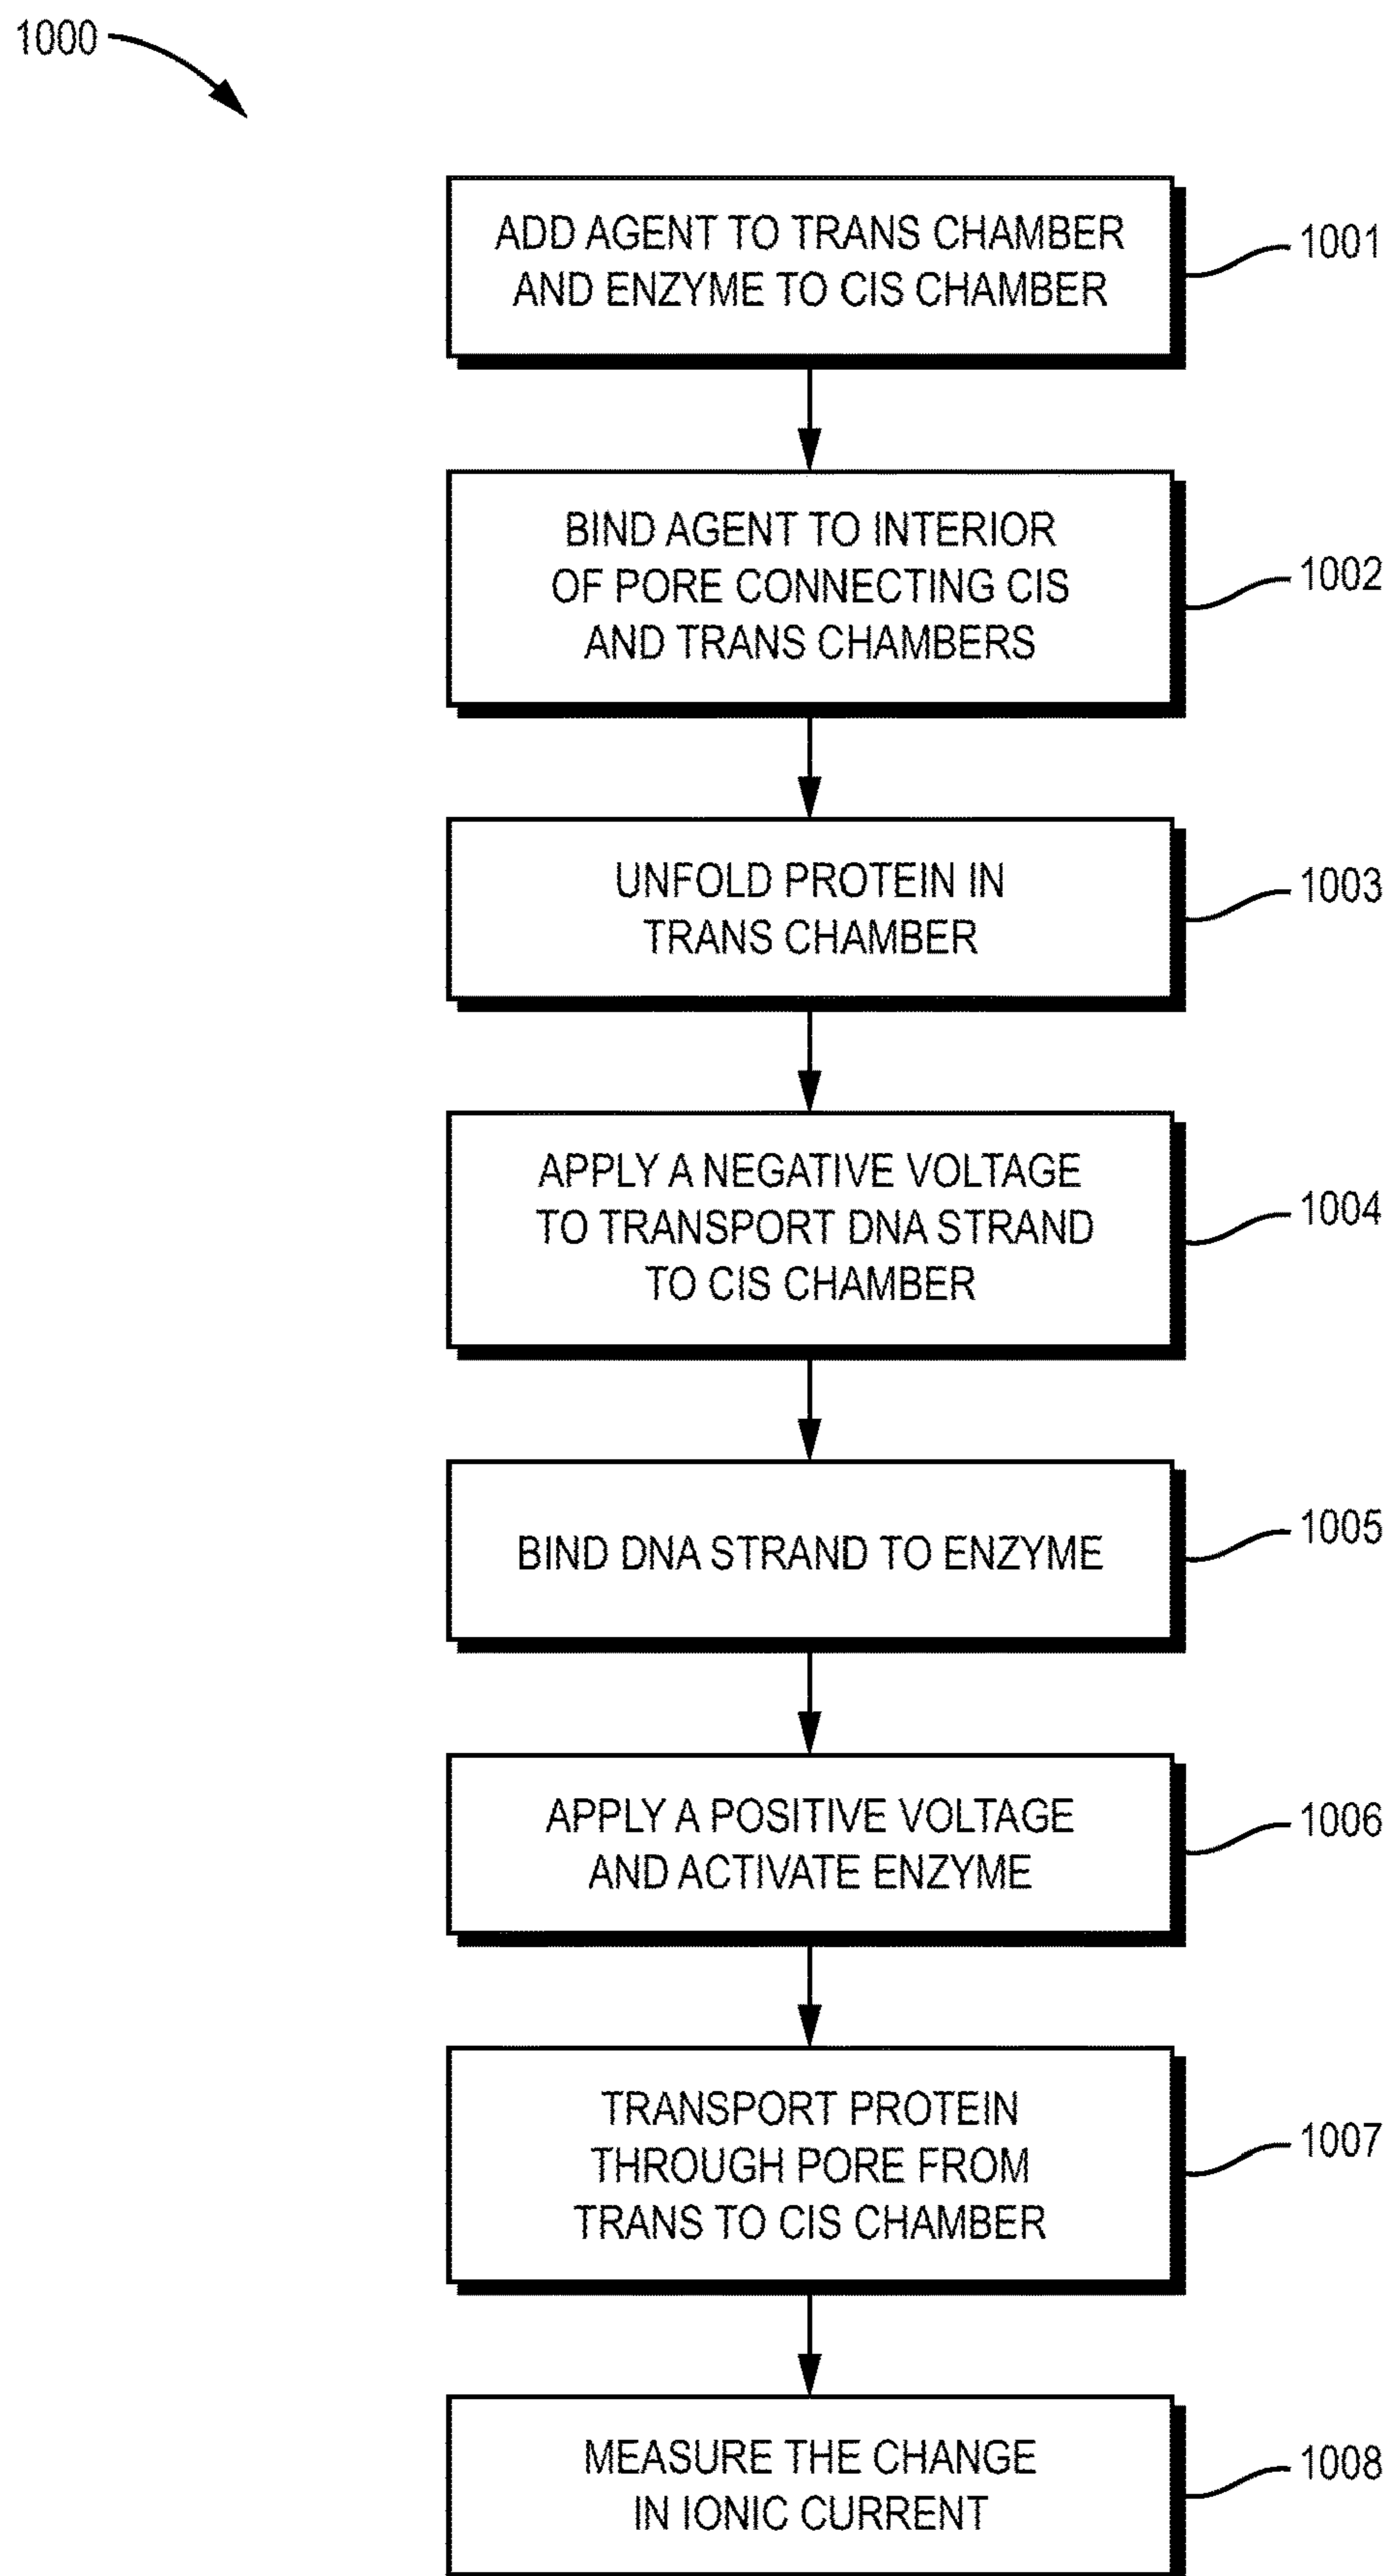 1000
ADD AGENT TO TRANS CHAMBER
AND ENZYME TO CIS CHAMBER
1001
BIND AGENT TO INTERIOR
OF PORE CONNECTING CIS
AND TRANS CHAMBERS
1002
UNFOLD PROTEIN IN
TRANS CHAMBER
1003
APPLY A NEGATIVE VOLTAGE
TO TRANSPORT DNA STRAND
TO CIS CHAMBER
1004
BIND DNA STRAND TO ENZYME
1005
APPLY A POSITIVE VOLTAGE
AND ACTIVATE ENZYME
1006
TRANSPORT PROTEIN
THROUGH PORE FROM
TRANS TO CIS CHAMBER
1007
MEASURE THE CHANGE
IN IONIC CURRENT
1008